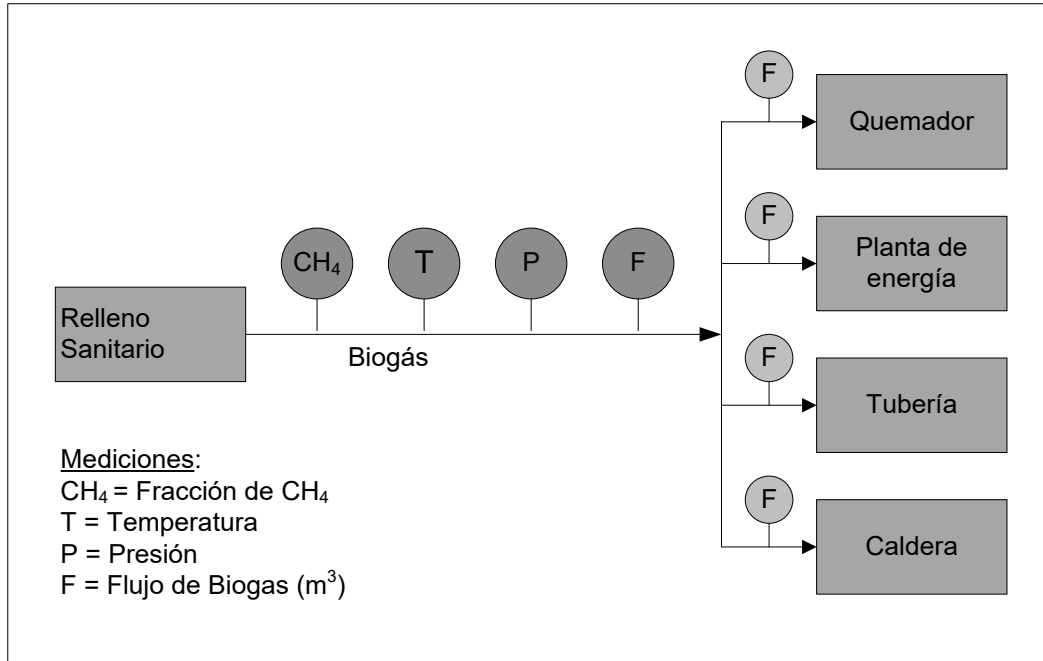 F
Quemador
F
Planta de
energía
CH₄
T
P
F
Relleno
Sanitario
Biogás
F
Tubería
F
Caldera
Mediciones:
CH₄ = Fracción de CH₄
T = Temperatura
P = Presión
F = Flujo de Biogas (m³)